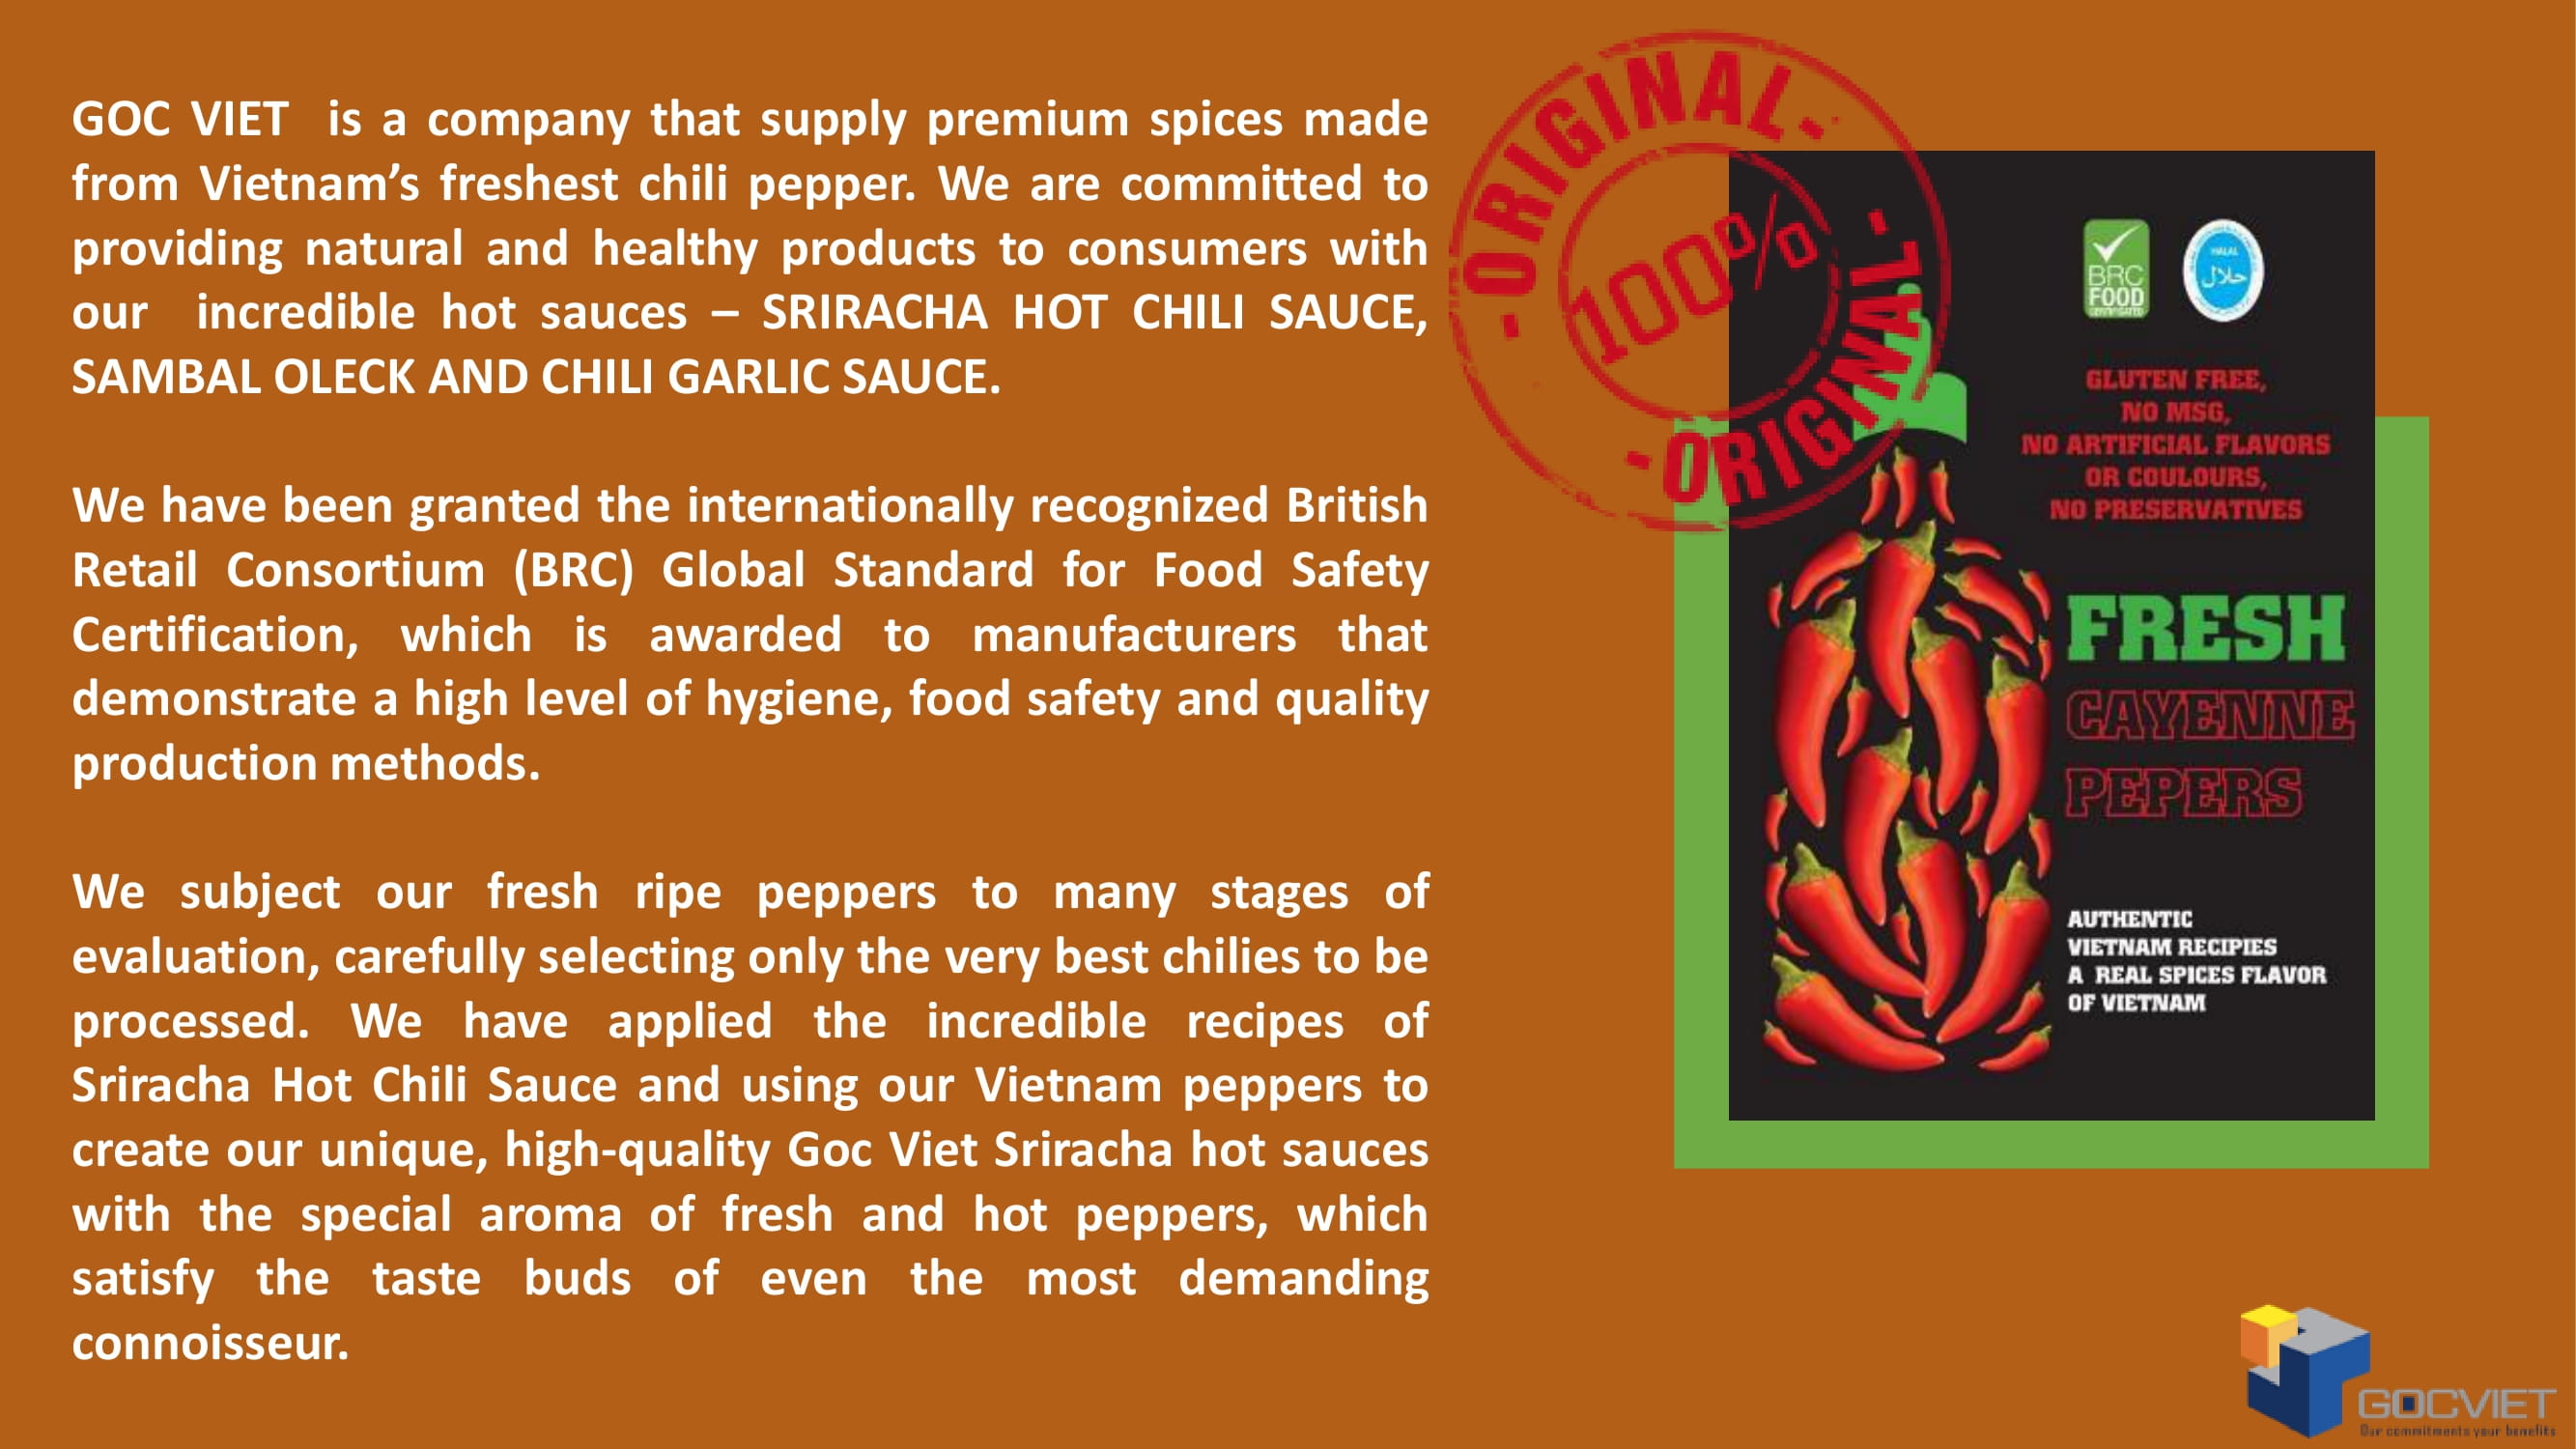 GOC VIET is a company that supply premium spices made
from Vietnam’s freshest chili pepper. We are committed to
providing natural and healthy products to consumers with
our incredible hot sauces – SRIRACHA HOT CHILI SAUCE,
SAMBAL OLECK AND CHILI GARLIC SAUCE.
We have been granted the internationally recognized British
Retail Consortium (BRC) Global Standard for Food Safety
Certification, which is awarded to manufacturers that
demonstrate a high level of hygiene, food safety and quality
production methods.
We subject our fresh ripe peppers to many stages of
evaluation, carefully selecting only the very best chilies to be
processed. We have applied the incredible recipes of
Sriracha Hot Chili Sauce and using our Vietnam peppers to
create our unique, high-quality Goc Viet Sriracha hot sauces
with the special aroma of fresh and hot peppers, which
satisfy the taste buds of even the most demanding
connoisseur.
- ORIGINAL -
100%
- ORIGINAL -
BRC
FOOD
CERTIFICATED
HALAL
حلال
GLUTEN FREE,
NO MSG,
NO ARTIFICIAL FLAVORS
OR COULOURS,
NO PRESERVATIVES
FRESH
CAYENNE
PEPERS
AUTHENTIC
VIETNAM RECIPIES
A REAL SPICES FLAVOR
OF VIETNAM
GOCVIET
Our commitments your benefits